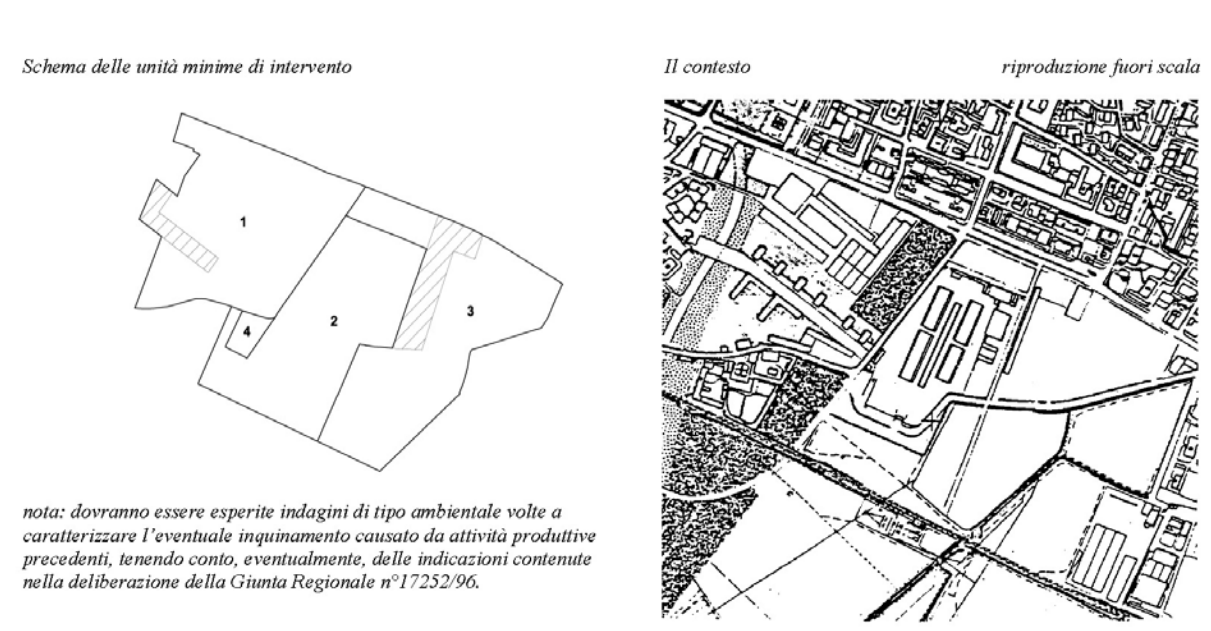 Schema delle unità minime di intervento
Il contesto
riproduzione fuori scala
1
2
3
4
nota: dovranno essere esperite indagini di tipo ambientale volte a
caratterizzare l'eventuale inquinamento causato da attività produttive
precedenti, tenendo conto, eventualmente, delle indicazioni contenute
nella deliberazione della Giunta Regionale n°17252/96.